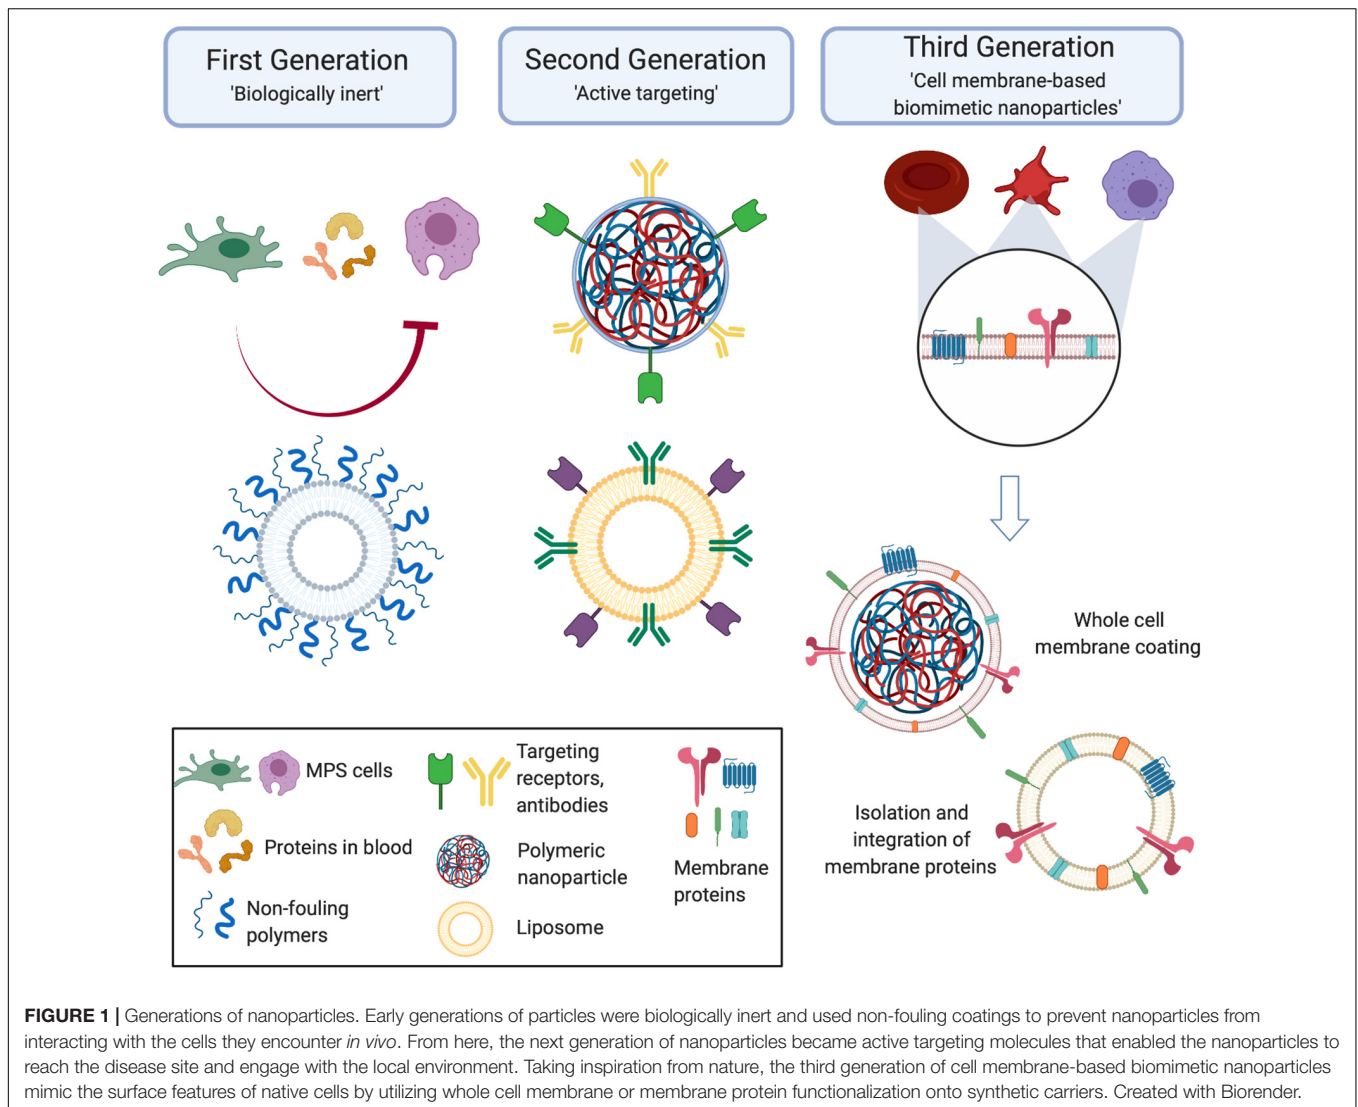 First Generation
'Biologically inert'
Second Generation
'Active targeting'
Third Generation
'Cell membrane-based
biomimetic nanoparticles'
Whole cell
membrane coating
Isolation and
integration of
membrane proteins
MPS cells
Proteins in blood
Non-fouling
polymers
Targeting
receptors,
antibodies
Polymeric
nanoparticle
Liposome
Membrane
proteins
FIGURE 1 | Generations of nanoparticles. Early generations of particles were biologically inert and used non-fouling coatings to prevent nanoparticles from
interacting with the cells they encounter in vivo. From here, the next generation of nanoparticles became active targeting molecules that enabled the nanoparticles to
reach the disease site and engage with the local environment. Taking inspiration from nature, the third generation of cell membrane-based biomimetic nanoparticles
mimic the surface features of native cells by utilizing whole cell membrane or membrane protein functionalization onto synthetic carriers. Created with Biorender.